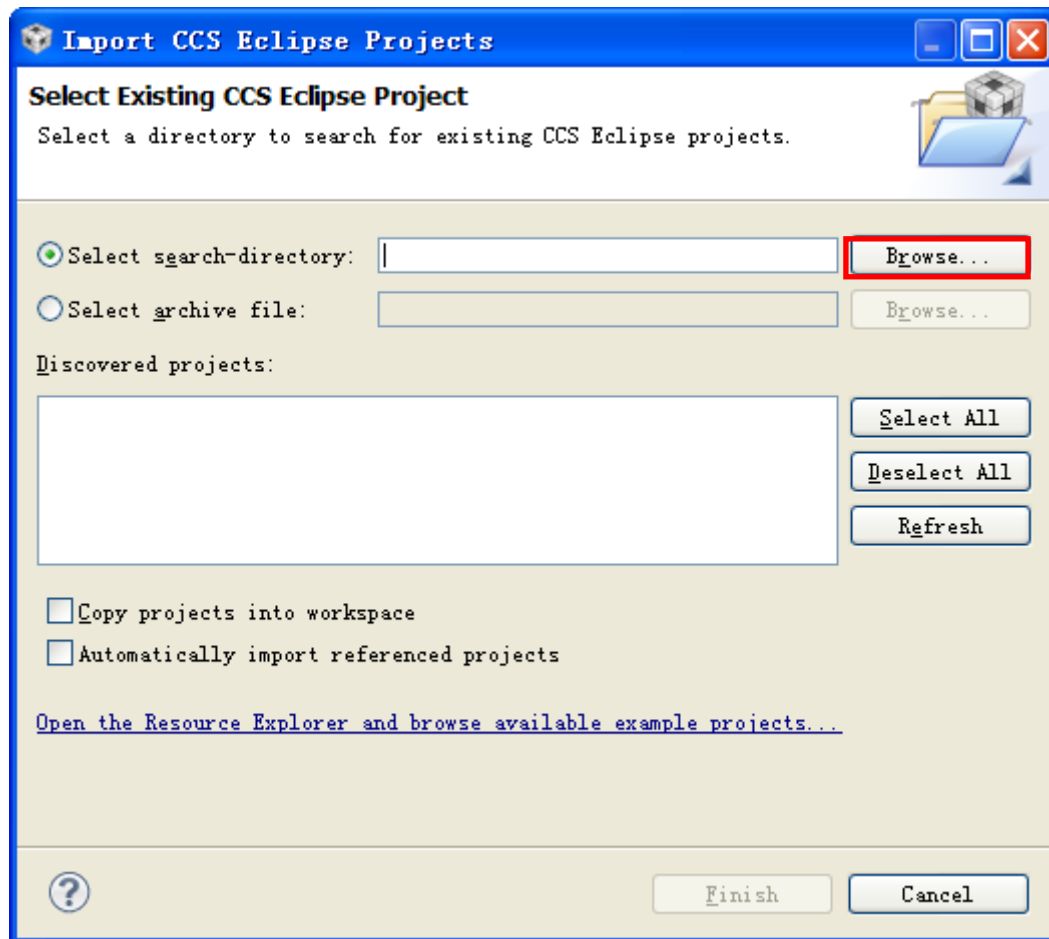 Import CCS Eclipse Projects
Select Existing CCS Eclipse Project
Select a directory to search for existing CCS Eclipse projects.
Select search-directory: Browse...
Select archive file: Browse...
Discovered projects:
Select All
Deselect All
Refresh
Copy projects into workspace
Automatically import referenced projects
Open the Resource Explorer and browse available example projects...
? Finish Cancel